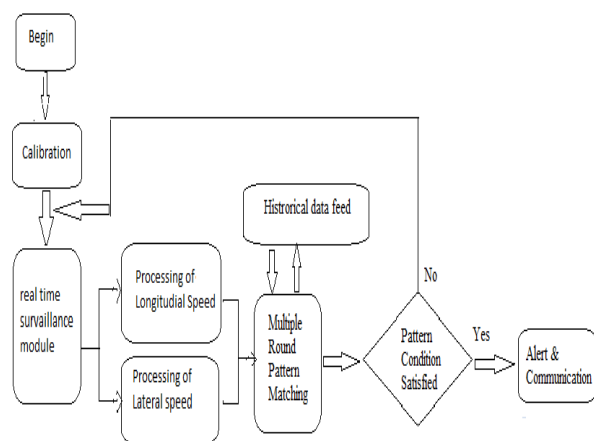 Begin
Calibration
real time
survaillance
module
Processing of
Longitudial Speed
Processing of
Lateral speed
Histrorical data feed
Multiple
Round
Pattern
Matching
No
Pattern
Condition
Satisfied
Yes
Alert &
Communication